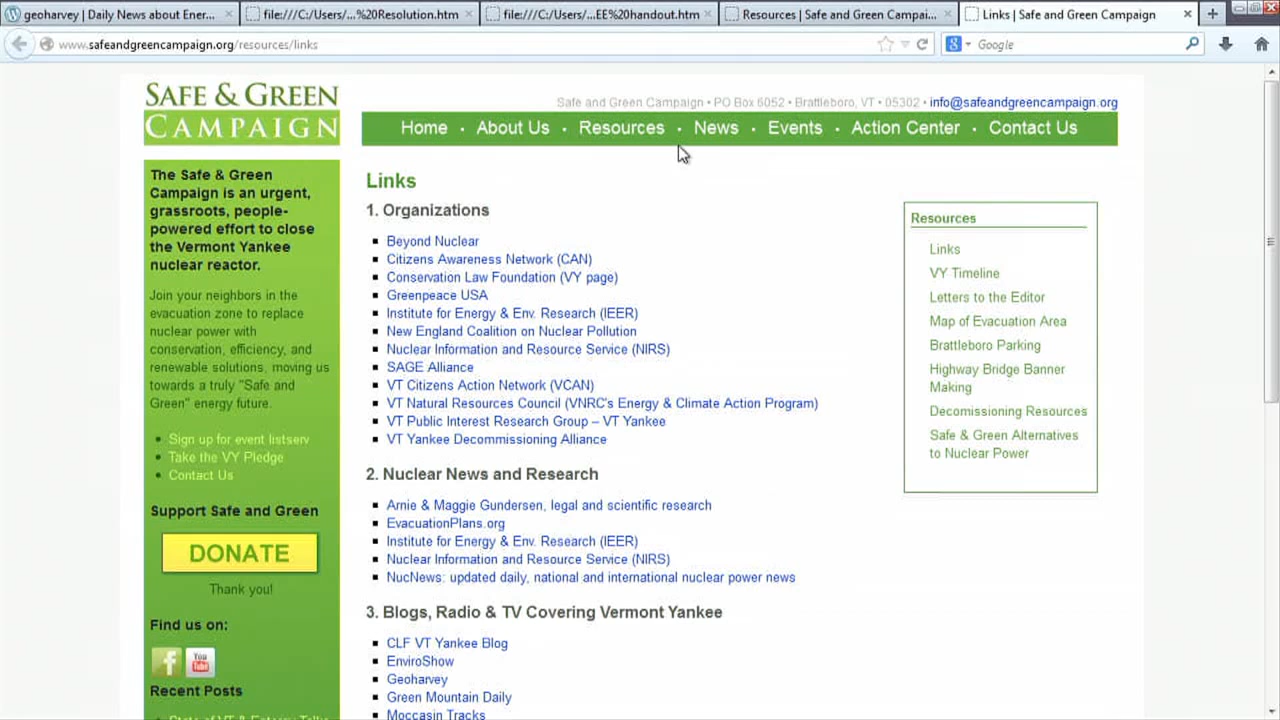 geoharvey | Daily News about Ener...
file:///C:/Users/...%20Resolution.htm
file:///C:/Users/...EE%20handout.htm
Resources | Safe and Green Campai...
Links | Safe and Green Campaign
www.safeandgreencampaign.org/resources/links
Google
SAFE & GREEN
CAMPAIGN
Safe and Green Campaign • PO Box 6052 • Brattleboro, VT • 05302 • info@safeandgreencampaign.org
Home • About Us • Resources • News • Events • Action Center • Contact Us
The Safe & Green
Campaign is an urgent,
grassroots, people-
powered effort to close
the Vermont Yankee
nuclear reactor.
Join your neighbors in the
evacuation zone to replace
nuclear power with
conservation, efficiency, and
renewable solutions, moving us
towards a truly "Safe and
Green" energy future.
Sign up for event listserv
Take the VY Pledge
Contact Us
Support Safe and Green
DONATE
Thank you!
Find us on:
f
You Tube
Recent Posts
State of VT & Entergy Talks
Links
1. Organizations
Beyond Nuclear
Citizens Awareness Network (CAN)
Conservation Law Foundation (VY page)
Greenpeace USA
Institute for Energy & Env. Research (IEER)
New England Coalition on Nuclear Pollution
Nuclear Information and Resource Service (NIRS)
SAGE Alliance
VT Citizens Action Network (VCAN)
VT Natural Resources Council (VNRC's Energy & Climate Action Program)
VT Public Interest Research Group – VT Yankee
VT Yankee Decommissioning Alliance
2. Nuclear News and Research
Arnie & Maggie Gundersen, legal and scientific research
EvacuationPlans.org
Institute for Energy & Env. Research (IEER)
Nuclear Information and Resource Service (NIRS)
NucNews: updated daily, national and international nuclear power news
3. Blogs, Radio & TV Covering Vermont Yankee
CLF VT Yankee Blog
EnviroShow
Geoharvey
Green Mountain Daily
Moccasin Tracks
Resources
Links
VY Timeline
Letters to the Editor
Map of Evacuation Area
Brattleboro Parking
Highway Bridge Banner
Making
Decomissioning Resources
Safe & Green Alternatives
to Nuclear Power